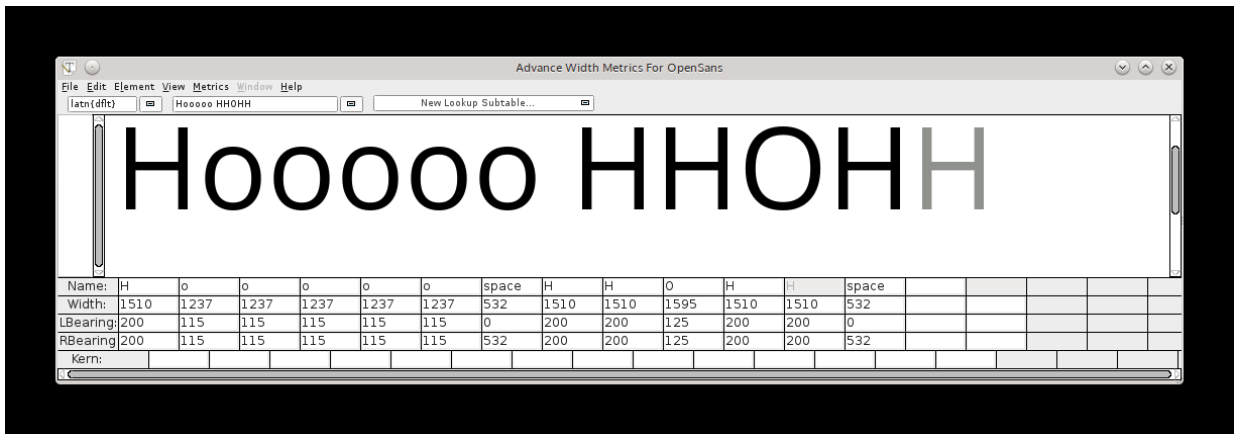 Advance Width Metrics For OpenSans
File Edit Element View Metrics Window Help
latn{dflt} Hooooo HHOHH New Lookup Subtable...
Hooooo HHOHH
Name: H o o o o o space H H O H H space
Width: 1510 1237 1237 1237 1237 1237 532 1510 1510 1595 1510 1510 532
LBearing: 200 115 115 115 115 115 0 200 200 125 200 200 0
RBearing 200 115 115 115 115 115 532 200 200 125 200 200 532
Kern: